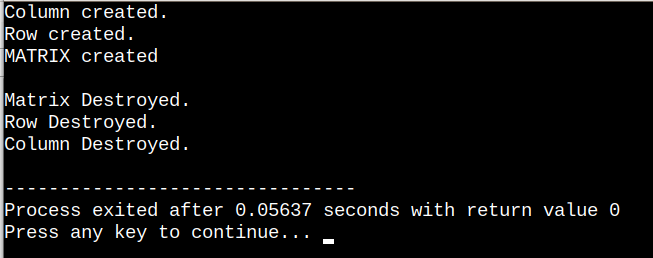 Column created.
Row created.
MATRIX created
Matrix Destroyed.
Row Destroyed.
Column Destroyed.
--------------------------------
Process exited after 0.05637 seconds with return value 0
Press any key to continue...